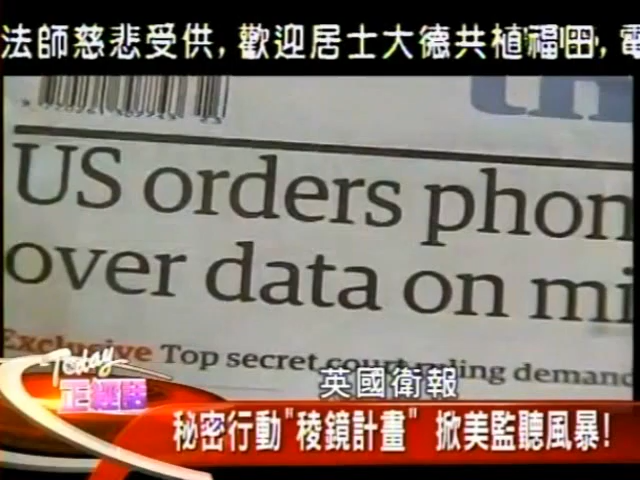 法師慈悲受供,歡迎居士大德共植福田,電
US orders phon
over data on mi
Exclusive Top secret court ruling demand
英國衛報
Today
正經話
秘密行動"稜鏡計畫" 掀美監聽風暴!